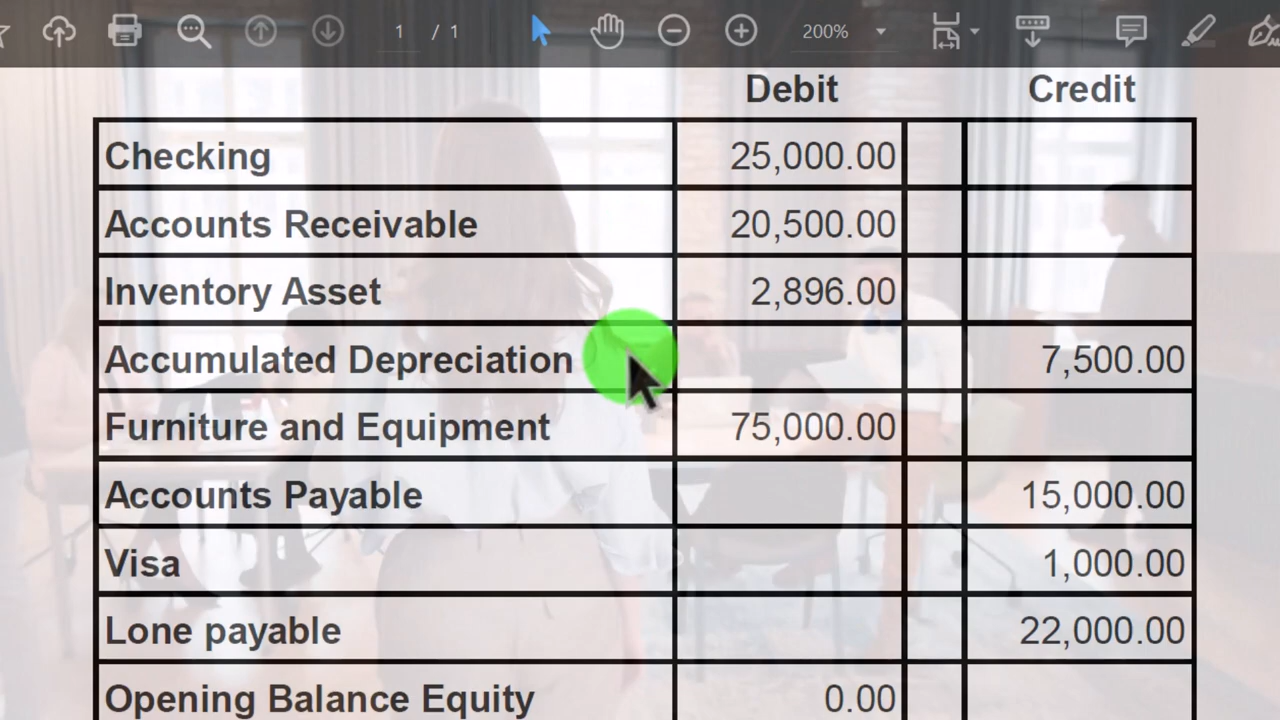 1 / 1 200%
Debit Credit
Checking 25,000.00
Accounts Receivable 20,500.00
Inventory Asset 2,896.00
Accumulated Depreciation 7,500.00
Furniture and Equipment 75,000.00
Accounts Payable 15,000.00
Visa 1,000.00
Lone payable 22,000.00
Opening Balance Equity 0.00